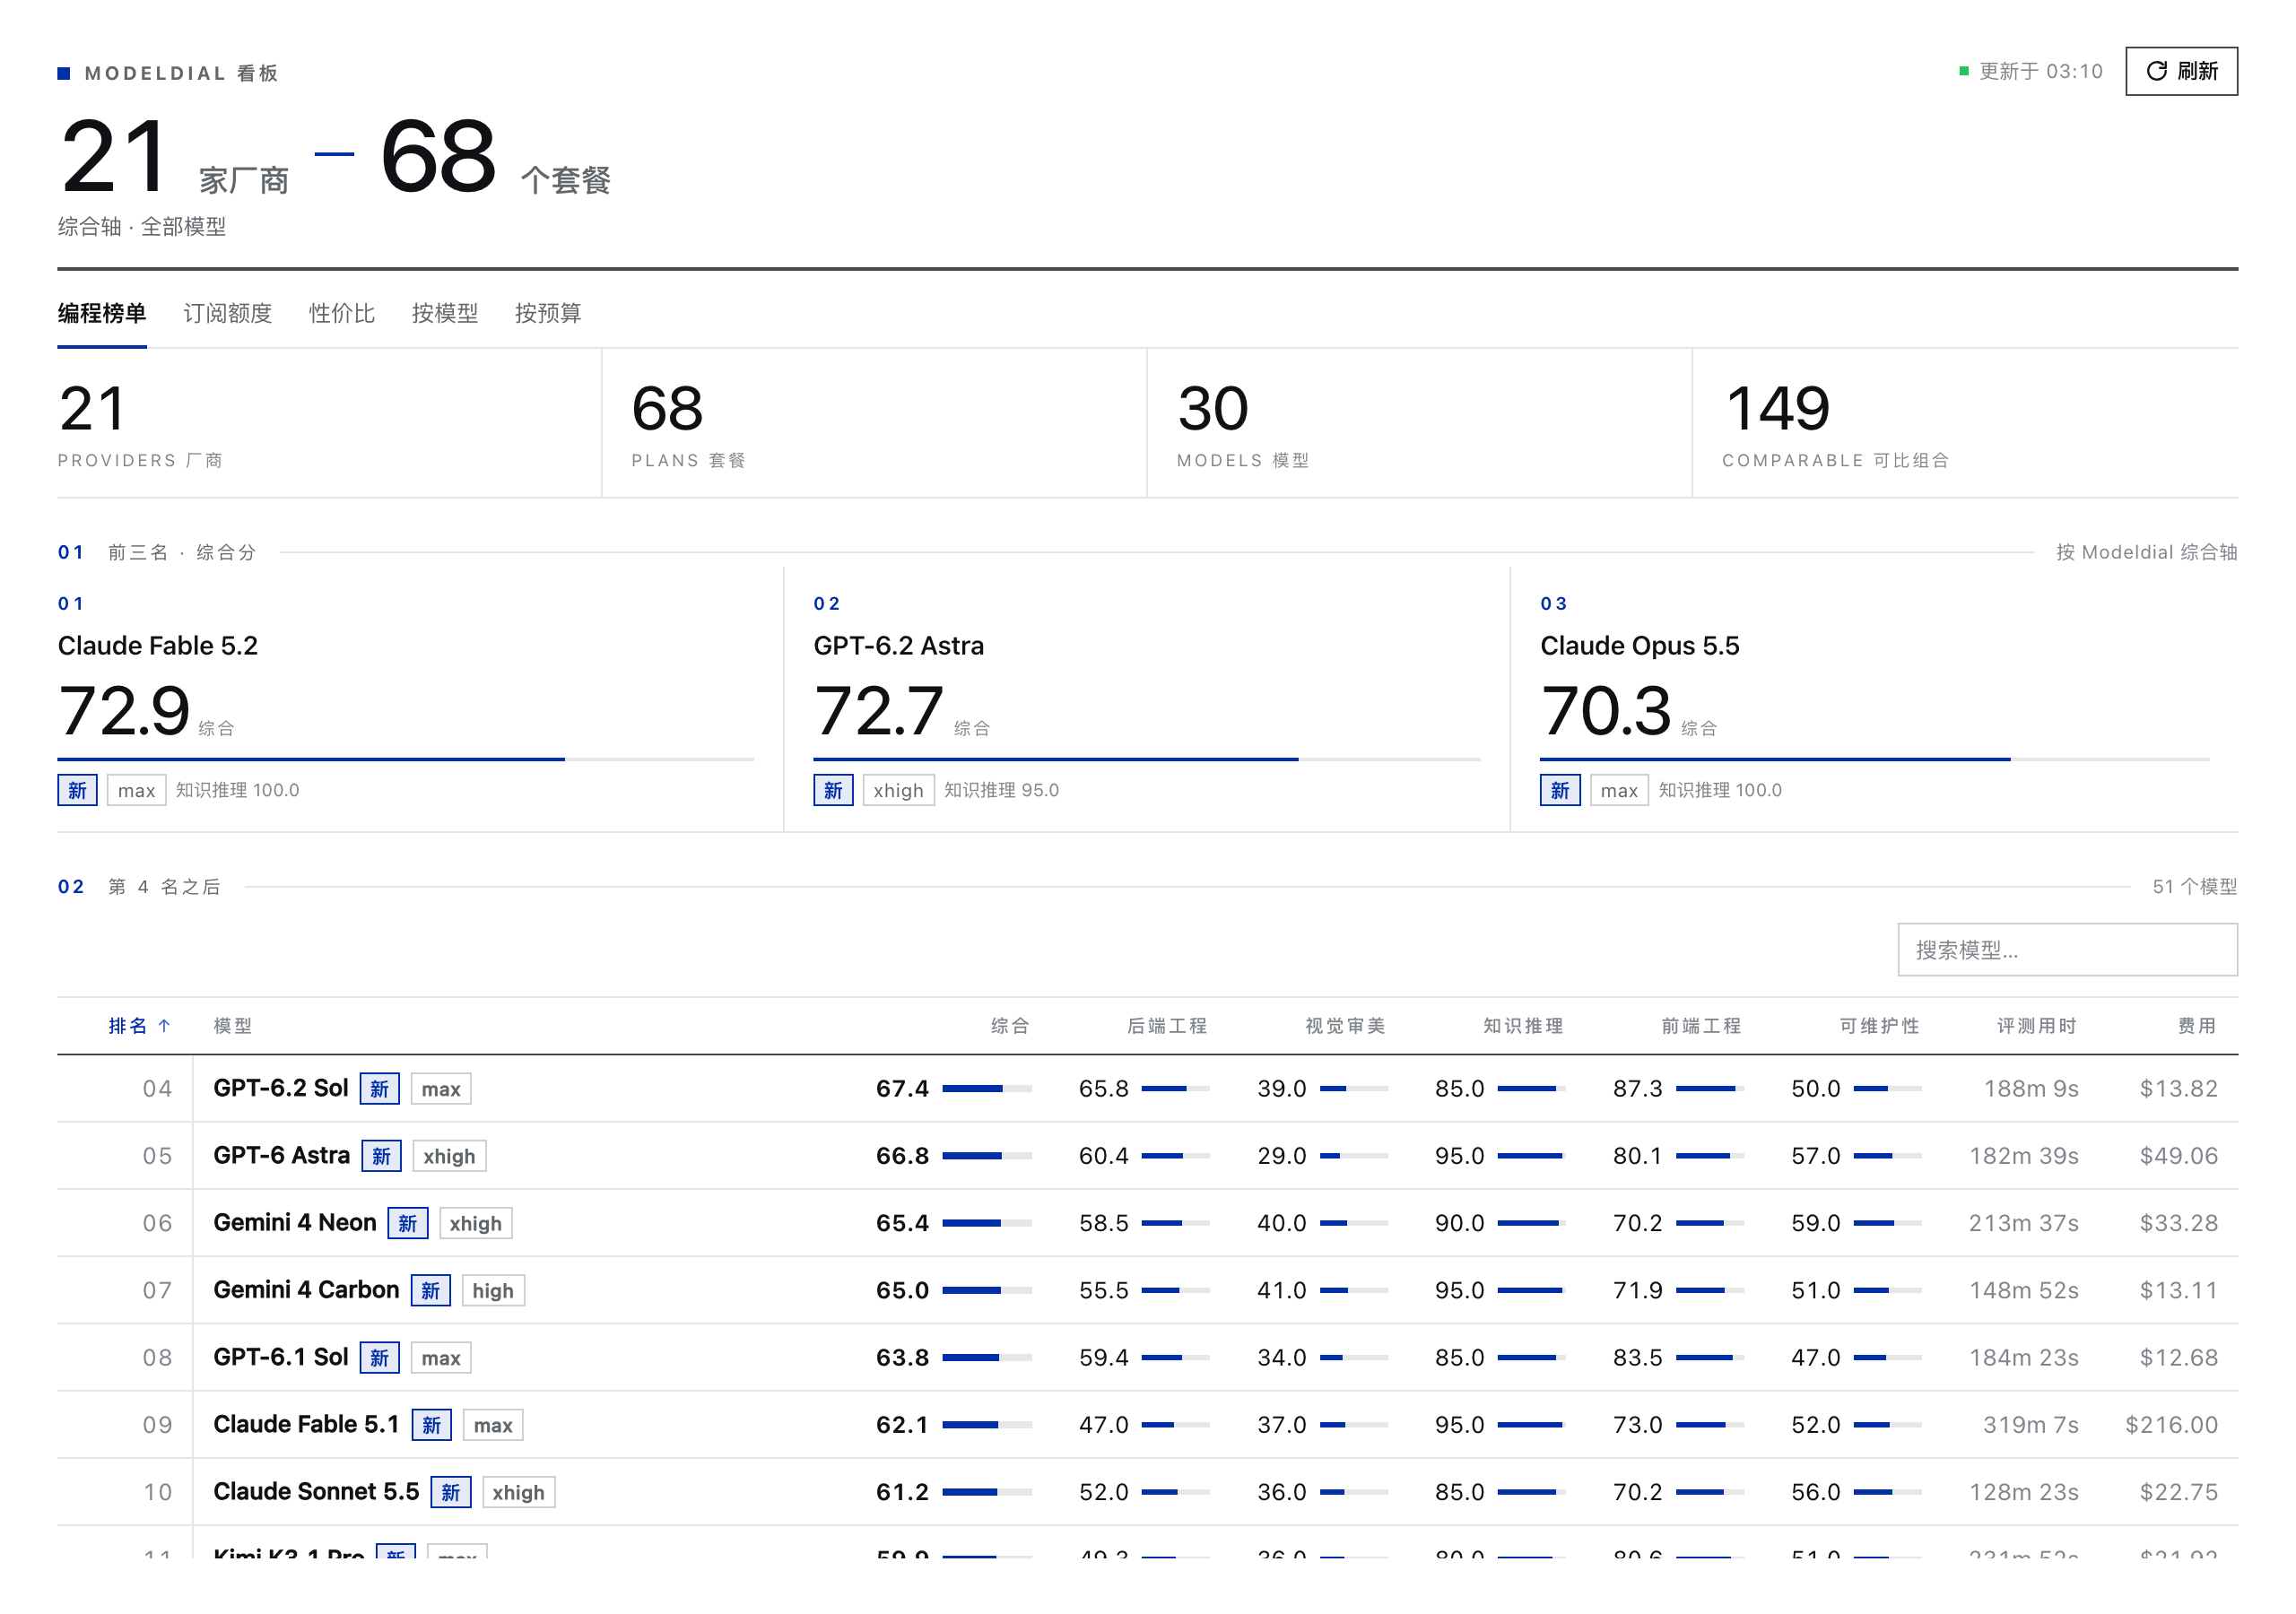 MODELDIAL 看板
更新于 03:10 刷新
21 家厂商 — 68 个套餐
综合轴 · 全部模型
编程榜单 订阅额度 性价比 按模型 按预算
21 68 30 149
PROVIDERS 厂商 PLANS 套餐 MODELS 模型 COMPARABLE 可比组合
01 前三名 · 综合分 按 Modeldial 综合轴
01
Claude Fable 5.2
72.9 综合
新 max 知识推理 100.0
02
GPT-6.2 Astra
72.7 综合
新 xhigh 知识推理 95.0
03
Claude Opus 5.5
70.3 综合
新 max 知识推理 100.0
02 第 4 名之后 51 个模型
搜索模型...
排名 ↑ 模型 综合 后端工程 视觉审美 知识推理 前端工程 可维护性 评测用时 费用
04 GPT-6.2 Sol 新 max 67.4 65.8 39.0 85.0 87.3 50.0 188m 9s $13.82
05 GPT-6 Astra 新 xhigh 66.8 60.4 29.0 95.0 80.1 57.0 182m 39s $49.06
06 Gemini 4 Neon 新 xhigh 65.4 58.5 40.0 90.0 70.2 59.0 213m 37s $33.28
07 Gemini 4 Carbon 新 high 65.0 55.5 41.0 95.0 71.9 51.0 148m 52s $13.11
08 GPT-6.1 Sol 新 max 63.8 59.4 34.0 85.0 83.5 47.0 184m 23s $12.68
09 Claude Fable 5.1 新 max 62.1 47.0 37.0 95.0 73.0 52.0 319m 7s $216.00
10 Claude Sonnet 5.5 新 xhigh 61.2 52.0 36.0 85.0 70.2 56.0 128m 23s $22.75
11 Kimi K3.1 Pro 新 max